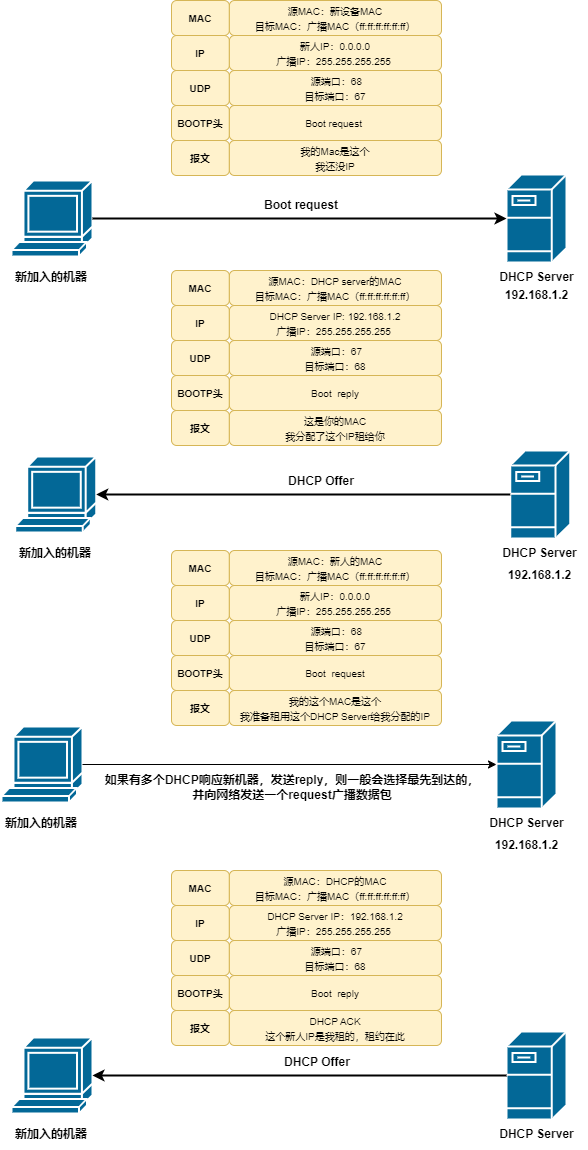 MAC
源MAC：新设备MAC
目标MAC：广播MAC（ff:ff:ff:ff:ff:ff）
IP
新人IP：0.0.0.0
广播IP：255.255.255.255
UDP
源端口：68
目标端口：67
BOOTP头
Boot request
报文
我的Mac是这个
我还没IP
Boot request
新加入的机器
DHCP Server
192.168.1.2
MAC
源MAC：DHCP server的MAC
目标MAC：广播MAC（ff:ff:ff:ff:ff:ff）
IP
DHCP Server IP: 192.168.1.2
广播IP：255.255.255.255
UDP
源端口：67
目标端口：68
BOOTP头
Boot reply
报文
这是你的MAC
我分配了这个IP租给你
DHCP Offer
新加入的机器
DHCP Server
192.168.1.2
MAC
源MAC：新人的MAC
目标MAC：广播MAC（ff:ff:ff:ff:ff:ff）
IP
新人IP：0.0.0.0
广播IP：255.255.255.255
UDP
源端口：68
目标端口：67
BOOTP头
Boot request
报文
我的这个MAC是这个
我准备租用这个DHCP Server给我分配的IP
如果有多个DHCP响应新机器，发送reply，则一般会选择最先到达的，
并向网络发送一个request广播数据包
新加入的机器
DHCP Server
192.168.1.2
MAC
源MAC：DHCP的MAC
目标MAC：广播MAC（ff:ff:ff:ff:ff:ff）
IP
DHCP Server IP：192.168.1.2
广播IP：255.255.255.255
UDP
源端口：67
目标端口：68
BOOTP头
Boot reply
报文
DHCP ACK
这个新人IP是我租的，租约在此
DHCP Offer
新加入的机器
DHCP Server